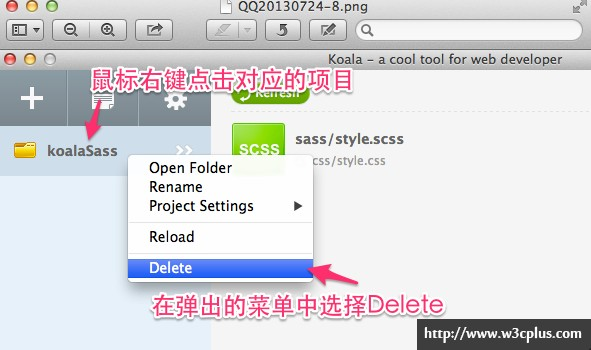 QQ20130724-8.png
Koala – a cool tool for web developer
鼠标右键点击对应的项目
Refresh
koalaSass
SCSS
sass/style.scss
css/style.css
Open Folder
Rename
Project Settings
Reload
Delete
在弹出的菜单中选择Delete
http://www.w3cplus.com